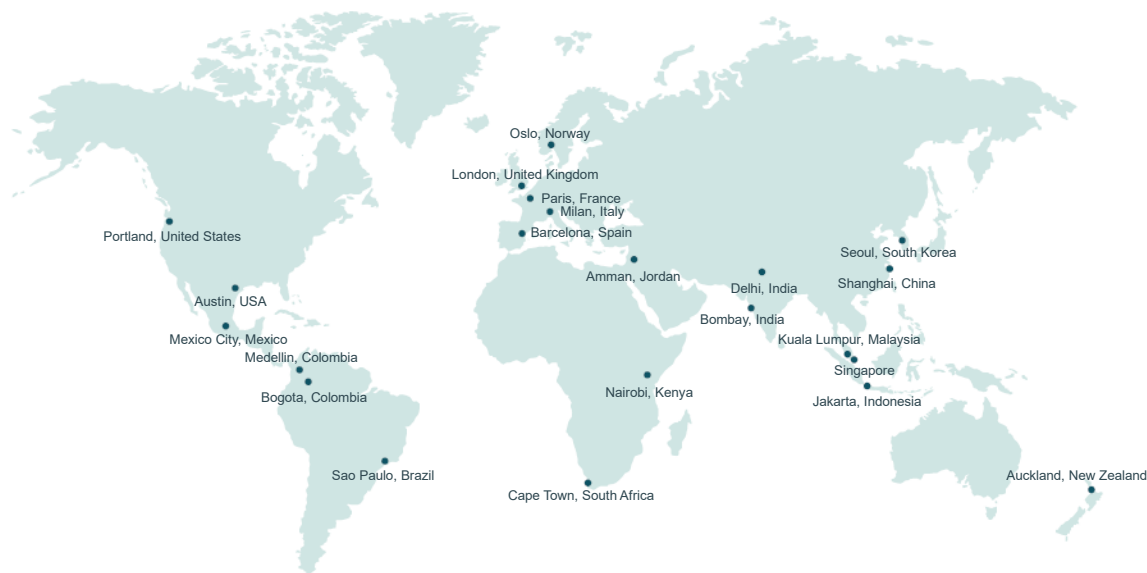 Oslo, Norway
London, United Kingdom
Paris, France
Milan, Italy
Barcelona, Spain
Portland, United States
Seoul, South Korea
Amman, Jordan
Shanghai, China
Delhi, India
Austin, USA
Bombay, India
Mexico City, Mexico
Kuala Lumpur, Malaysia
Medellin, Colombia
Singapore
Nairobi, Kenya
Bogota, Colombia
Jakarta, Indonesia
Sao Paulo, Brazil
Auckland, New Zealand
Cape Town, South Africa